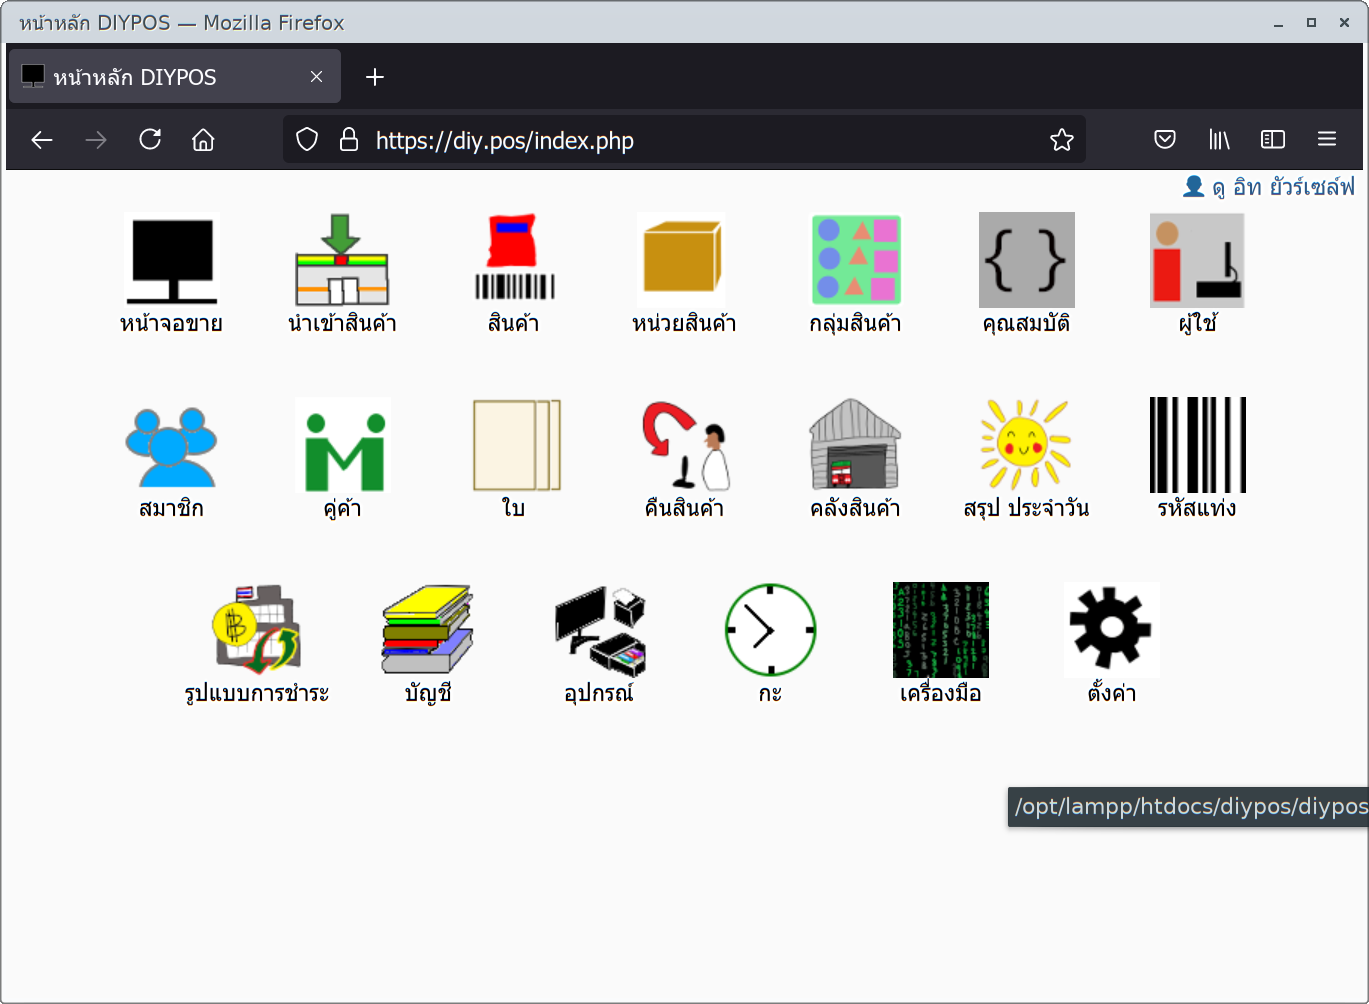 หน้าหลัก DIYPOS — Mozilla Firefox
หน้าหลัก DIYPOS
https://diy.pos/index.php
ดู อิท ยัวร์เซล์ฟ
หน้าจอขาย นำเข้าสินค้า สินค้า หน่วยสินค้า กลุ่มสินค้า คุณสมบัติ ผู้ใช้
สมาชิก คู่ค้า ใบ คืนสินค้า คลังสินค้า สรุป ประจำวัน รหัสแท่ง
รูปแบบการชำระ บัญชี อุปกรณ์ กะ เครื่องมือ ตั้งค่า
/opt/lampp/htdocs/diypos/diypos